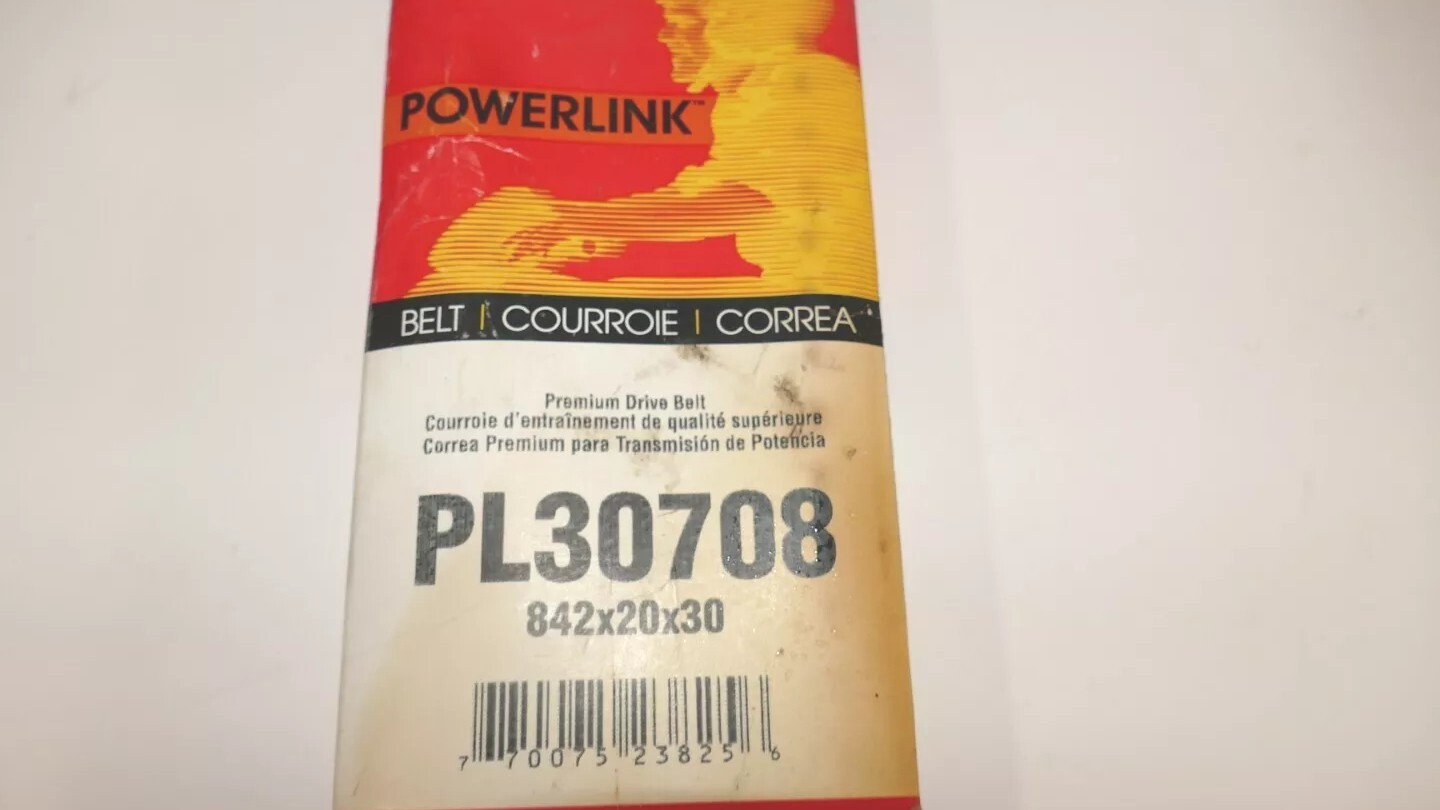 POWERLINK™
BELT | COURROIE | CORREA
Premium Drive Belt
Courroie d'entraînement de qualité supérieure
Correa Premium para Transmisión de Potencia
PL30708
842x20x30
7 70075 23825 6